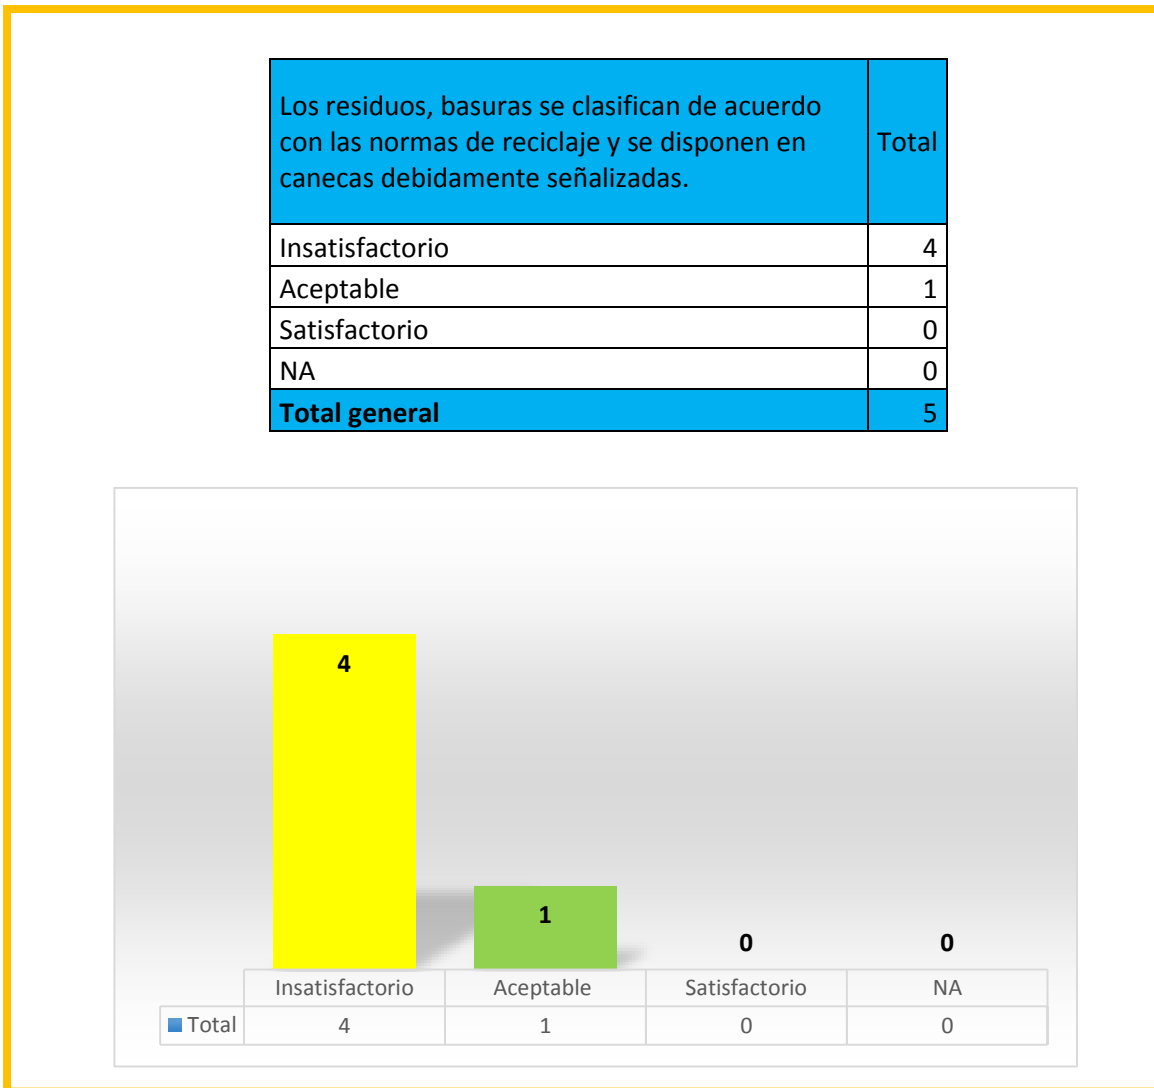 Los residuos, basuras se clasifican de acuerdo
con las normas de reciclaje y se disponen en
canecas debidamente señalizadas.
Total
Insatisfactorio 4
Aceptable 1
Satisfactorio 0
NA 0
Total general 5
4
1
0
0
Insatisfactorio Aceptable Satisfactorio NA
Total 4 1 0 0